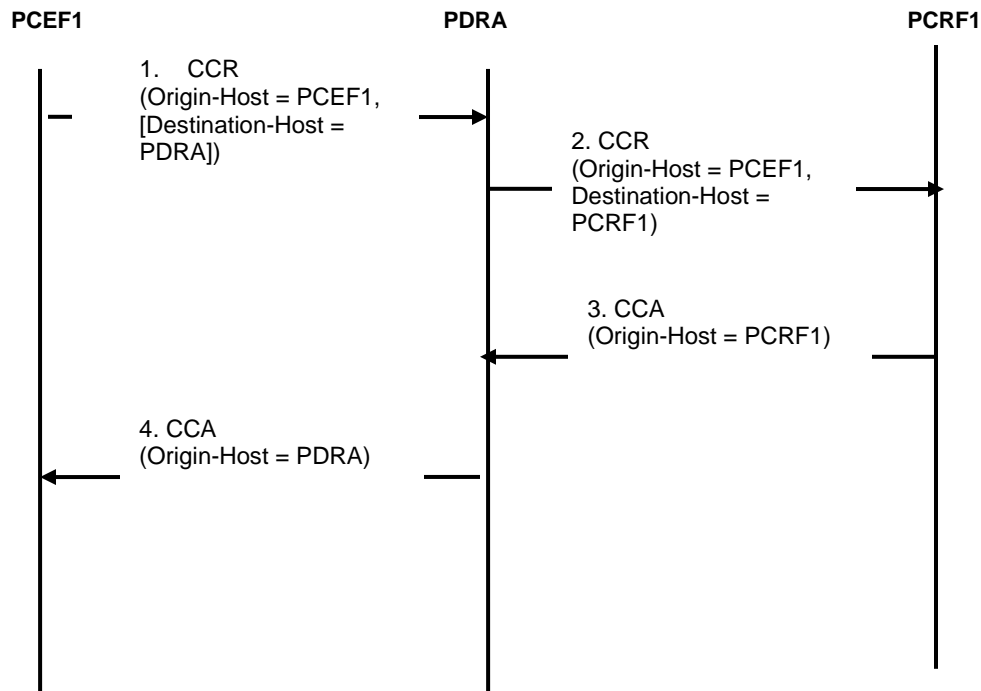 PCEF1
PDRA
PCRF1
1. CCR
(Origin-Host = PCEF1,
[Destination-Host =
PDRA])
2. CCR
(Origin-Host = PCEF1,
Destination-Host =
PCRF1)
3. CCA
(Origin-Host = PCRF1)
4. CCA
(Origin-Host = PDRA)